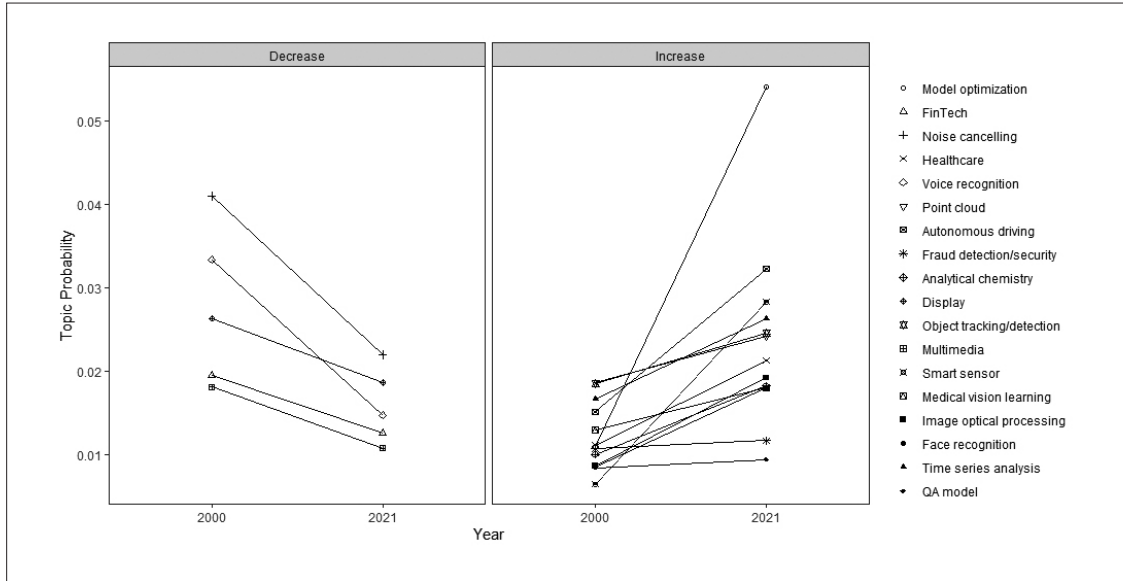 Decrease
Increase
0.05
0.04
0.03
0.02
0.01
Topic Probability
2000
2021
2000
2021
Year
Model optimization
FinTech
Noise cancelling
Healthcare
Voice recognition
Point cloud
Autonomous driving
Fraud detection/security
Analytical chemistry
Display
Object tracking/detection
Multimedia
Smart sensor
Medical vision learning
Image optical processing
Face recognition
Time series analysis
QA model